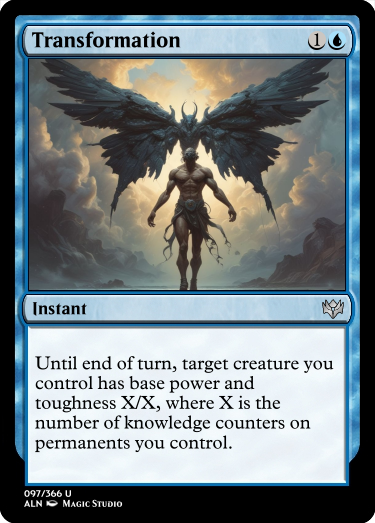 Transformation 1
Instant
Until end of turn, target creature you
control has base power and
toughness X/X, where X is the
number of knowledge counters on
permanents you control.
097/366 U
ALN Magic Studio